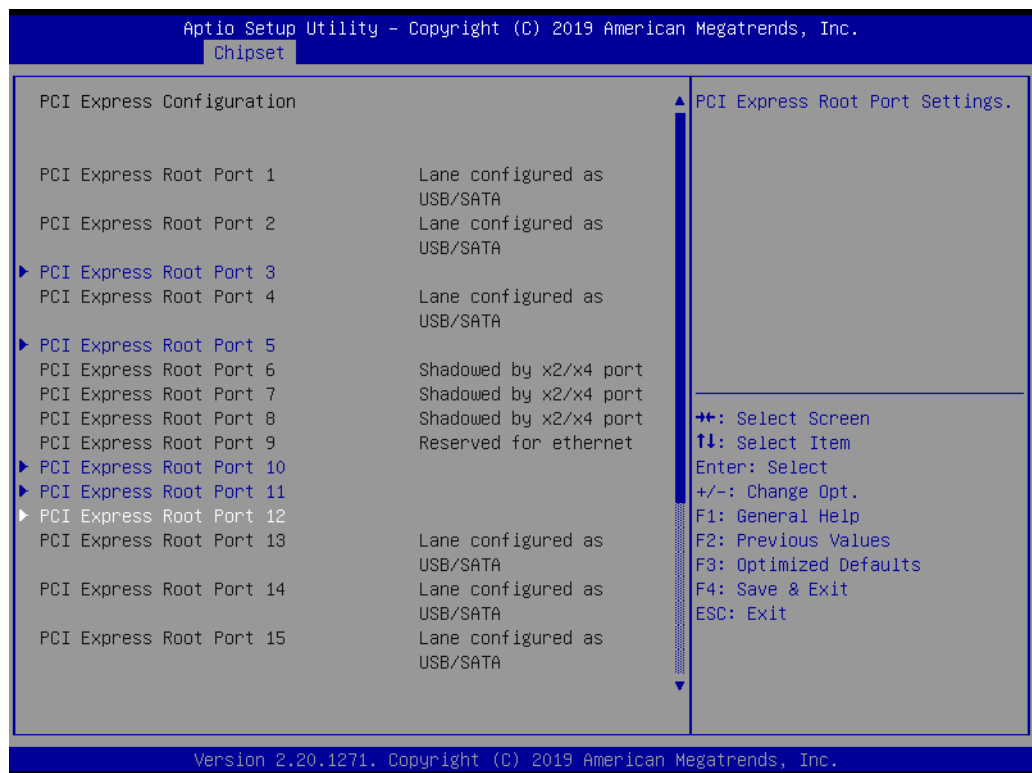 Aptio Setup Utility – Copyright (C) 2019 American Megatrends, Inc.
Chipset
PCI Express Configuration
PCI Express Root Port 1 Lane configured as
USB/SATA
PCI Express Root Port 2 Lane configured as
USB/SATA
PCI Express Root Port 3
PCI Express Root Port 4 Lane configured as
USB/SATA
PCI Express Root Port 5
PCI Express Root Port 6 Shadowed by x2/x4 port
PCI Express Root Port 7 Shadowed by x2/x4 port
PCI Express Root Port 8 Shadowed by x2/x4 port
PCI Express Root Port 9 Reserved for ethernet
PCI Express Root Port 10
PCI Express Root Port 11
PCI Express Root Port 12
PCI Express Root Port 13 Lane configured as
USB/SATA
PCI Express Root Port 14 Lane configured as
USB/SATA
PCI Express Root Port 15 Lane configured as
USB/SATA
PCI Express Root Port Settings.
→←: Select Screen
↑↓: Select Item
Enter: Select
+/-: Change Opt.
F1: General Help
F2: Previous Values
F3: Optimized Defaults
F4: Save & Exit
ESC: Exit
Version 2.20.1271. Copyright (C) 2019 American Megatrends, Inc.